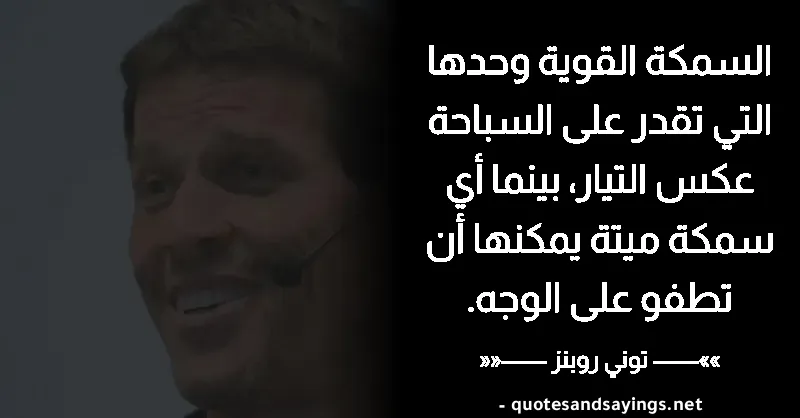 السمكة القوية وحدها
التي تقدر على السباحة
عكس التيار، بينما أي
سمكة ميتة يمكنها أن
تطفو على الوجه.
»»—— توني روبنز ——««
- quotesandsayings.net